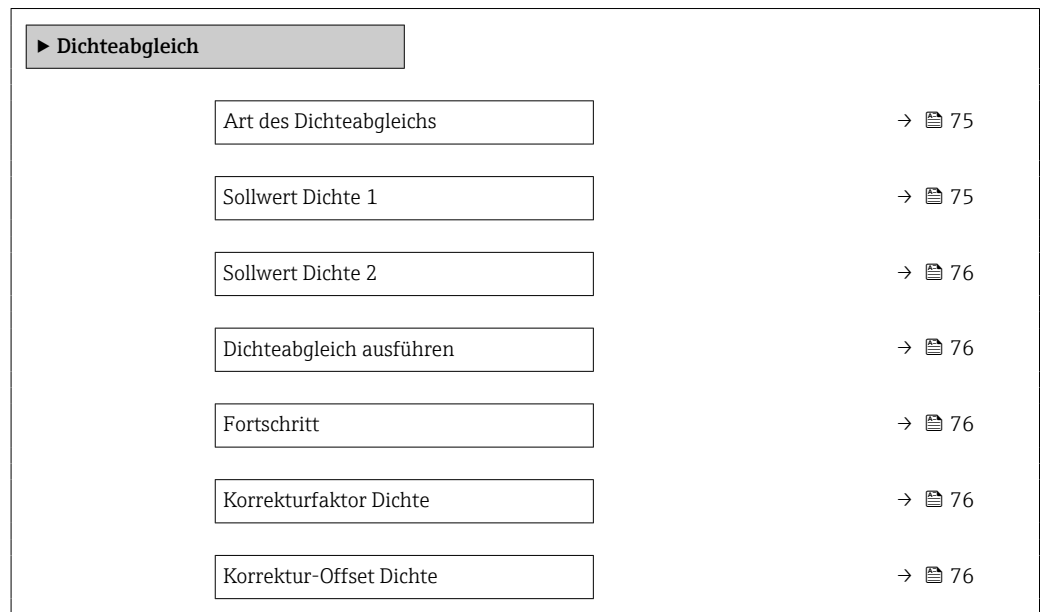 ▶ Dichteabgleich
Art des Dichteabgleichs → 75
Sollwert Dichte 1 → 75
Sollwert Dichte 2 → 76
Dichteabgleich ausführen → 76
Fortschritt → 76
Korrekturfaktor Dichte → 76
Korrektur-Offset Dichte → 76